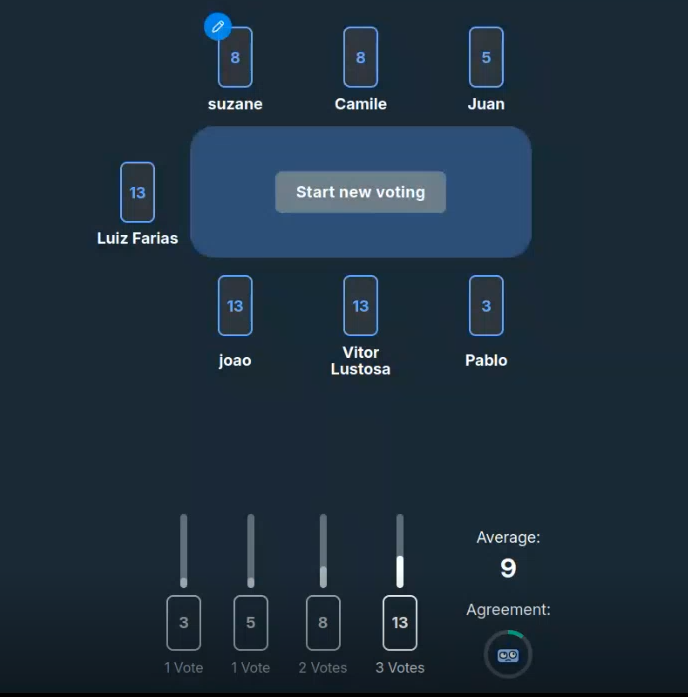 8
8
5
suzane
Camile
Juan
Start new voting
13
Luiz Farias
13
13
3
joao
Vitor
Lustosa
Pablo
Average:
9
Agreement:
3
5
8
13
1 Vote
1 Vote
2 Votes
3 Votes